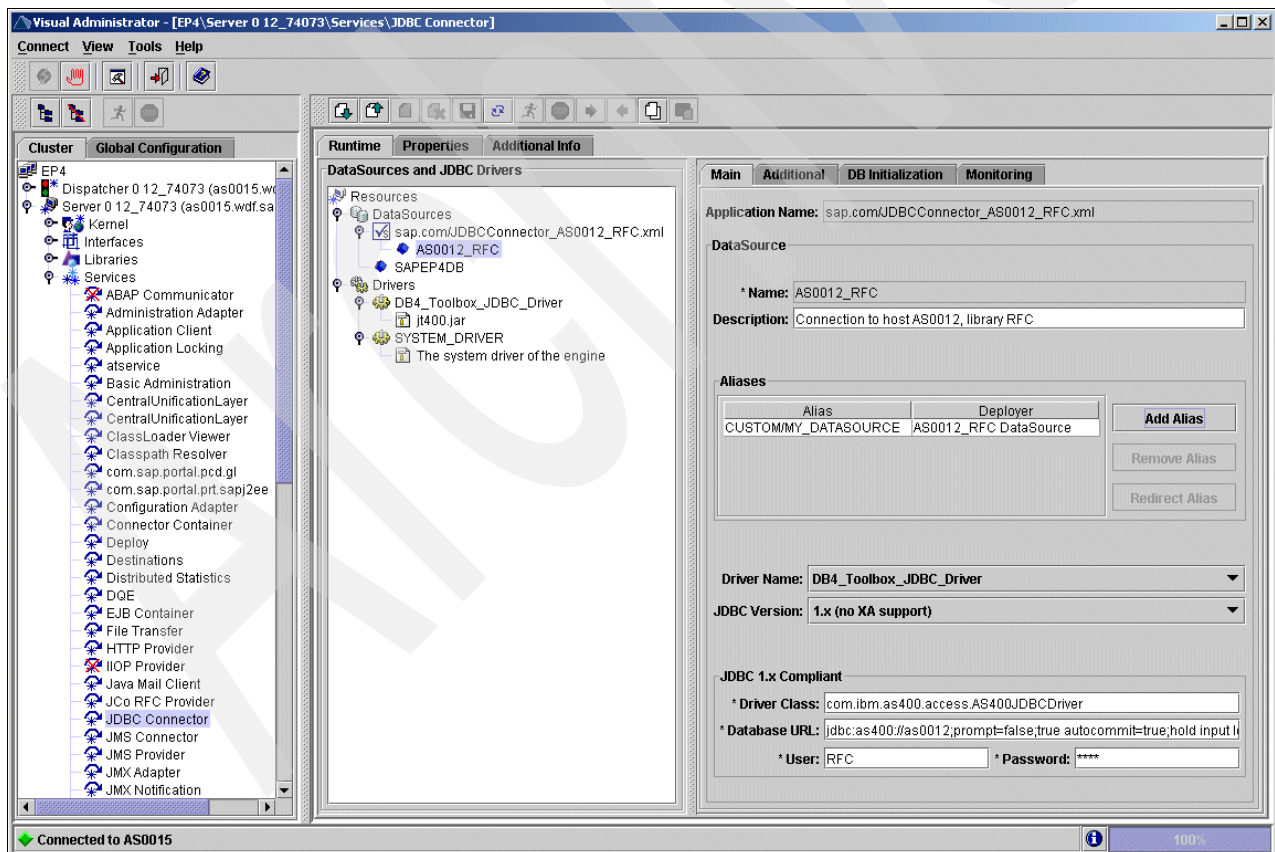 Visual Administrator - [EP4\Server 0 12_74073\Services\JDBC Connector]
Connect View Tools Help
Cluster Global Configuration
EP4
Dispatcher 0 12_74073 (as0015.wd
Server 0 12_74073 (as0015.wdf.sa
Kernel
Interfaces
Libraries
Services
ABAP Communicator
Administration Adapter
Application Client
Application Locking
atservice
Basic Administration
CentralUnificationLayer
CentralUnificationLayer
ClassLoader Viewer
Classpath Resolver
com.sap.portal.pcd.gl
com.sap.portal.prt.sapj2ee
Configuration Adapter
Connector Container
Deploy
Destinations
Distributed Statistics
DQE
EJB Container
File Transfer
HTTP Provider
IIOP Provider
Java Mail Client
JCo RFC Provider
JDBC Connector
JMS Connector
JMS Provider
JMX Adapter
JMX Notification
Runtime Properties Additional Info
DataSources and JDBC Drivers
Resources
DataSources
sap.com/JDBCConnector_AS0012_RFC.xml
AS0012_RFC
SAPEP4DB
Drivers
DB4_Toolbox_JDBC_Driver
jt400.jar
SYSTEM_DRIVER
The system driver of the engine
Main Additional DB Initialization Monitoring
Application Name: sap.com/JDBCConnector_AS0012_RFC.xml
DataSource
* Name: AS0012_RFC
Description: Connection to host AS0012, library RFC
Aliases
Alias Deployer
CUSTOM/MY_DATASOURCE AS0012_RFC DataSource
Add Alias
Remove Alias
Redirect Alias
Driver Name: DB4_Toolbox_JDBC_Driver
JDBC Version: 1.x (no XA support)
JDBC 1.x Compliant
* Driver Class: com.ibm.as400.access.AS400JDBCDriver
* Database URL: jdbc:as400://as0012;prompt=false;true autocommit=true;hold input l
* User: RFC * Password: ****
Connected to AS0015
100%